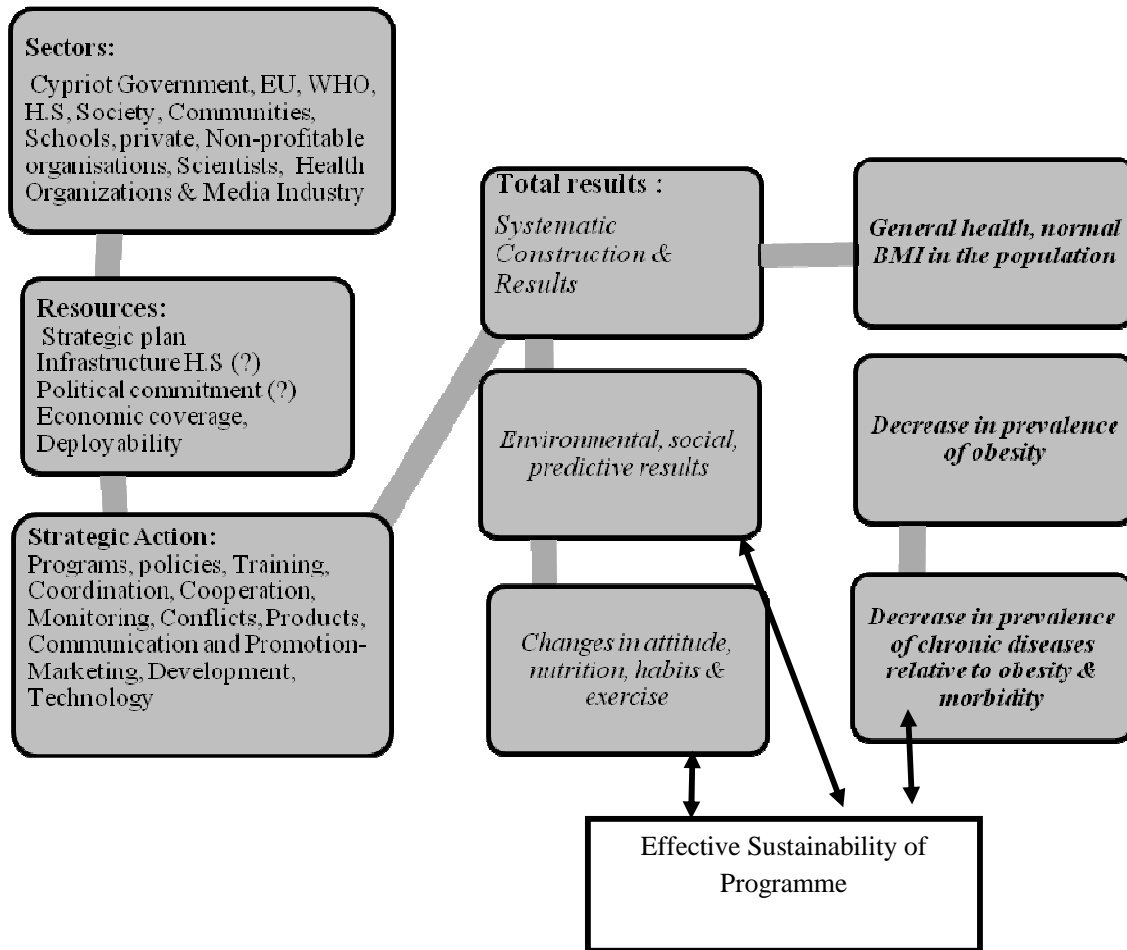 Sectors:
Cypriot Government, EU, WHO,
H.S, Society, Communities,
Schools, private, Non-profitable
organisations, Scientists, Health
Organizations & Media Industry
Resources:
Strategic plan
Infrastructure H.S (?)
Political commitment (?)
Economic coverage,
Deployability
Strategic Action:
Programs, policies, Training,
Coordination, Cooperation,
Monitoring, Conflicts, Products,
Communication and Promotion-
Marketing, Development,
Technology
Total results :
Systematic
Construction &
Results
Environmental, social,
predictive results
Changes in attitude,
nutrition, habits &
exercise
General health, normal
BMI in the population
Decrease in prevalence
of obesity
Decrease in prevalence
of chronic diseases
relative to obesity &
morbidity
Effective Sustainability of
Programme